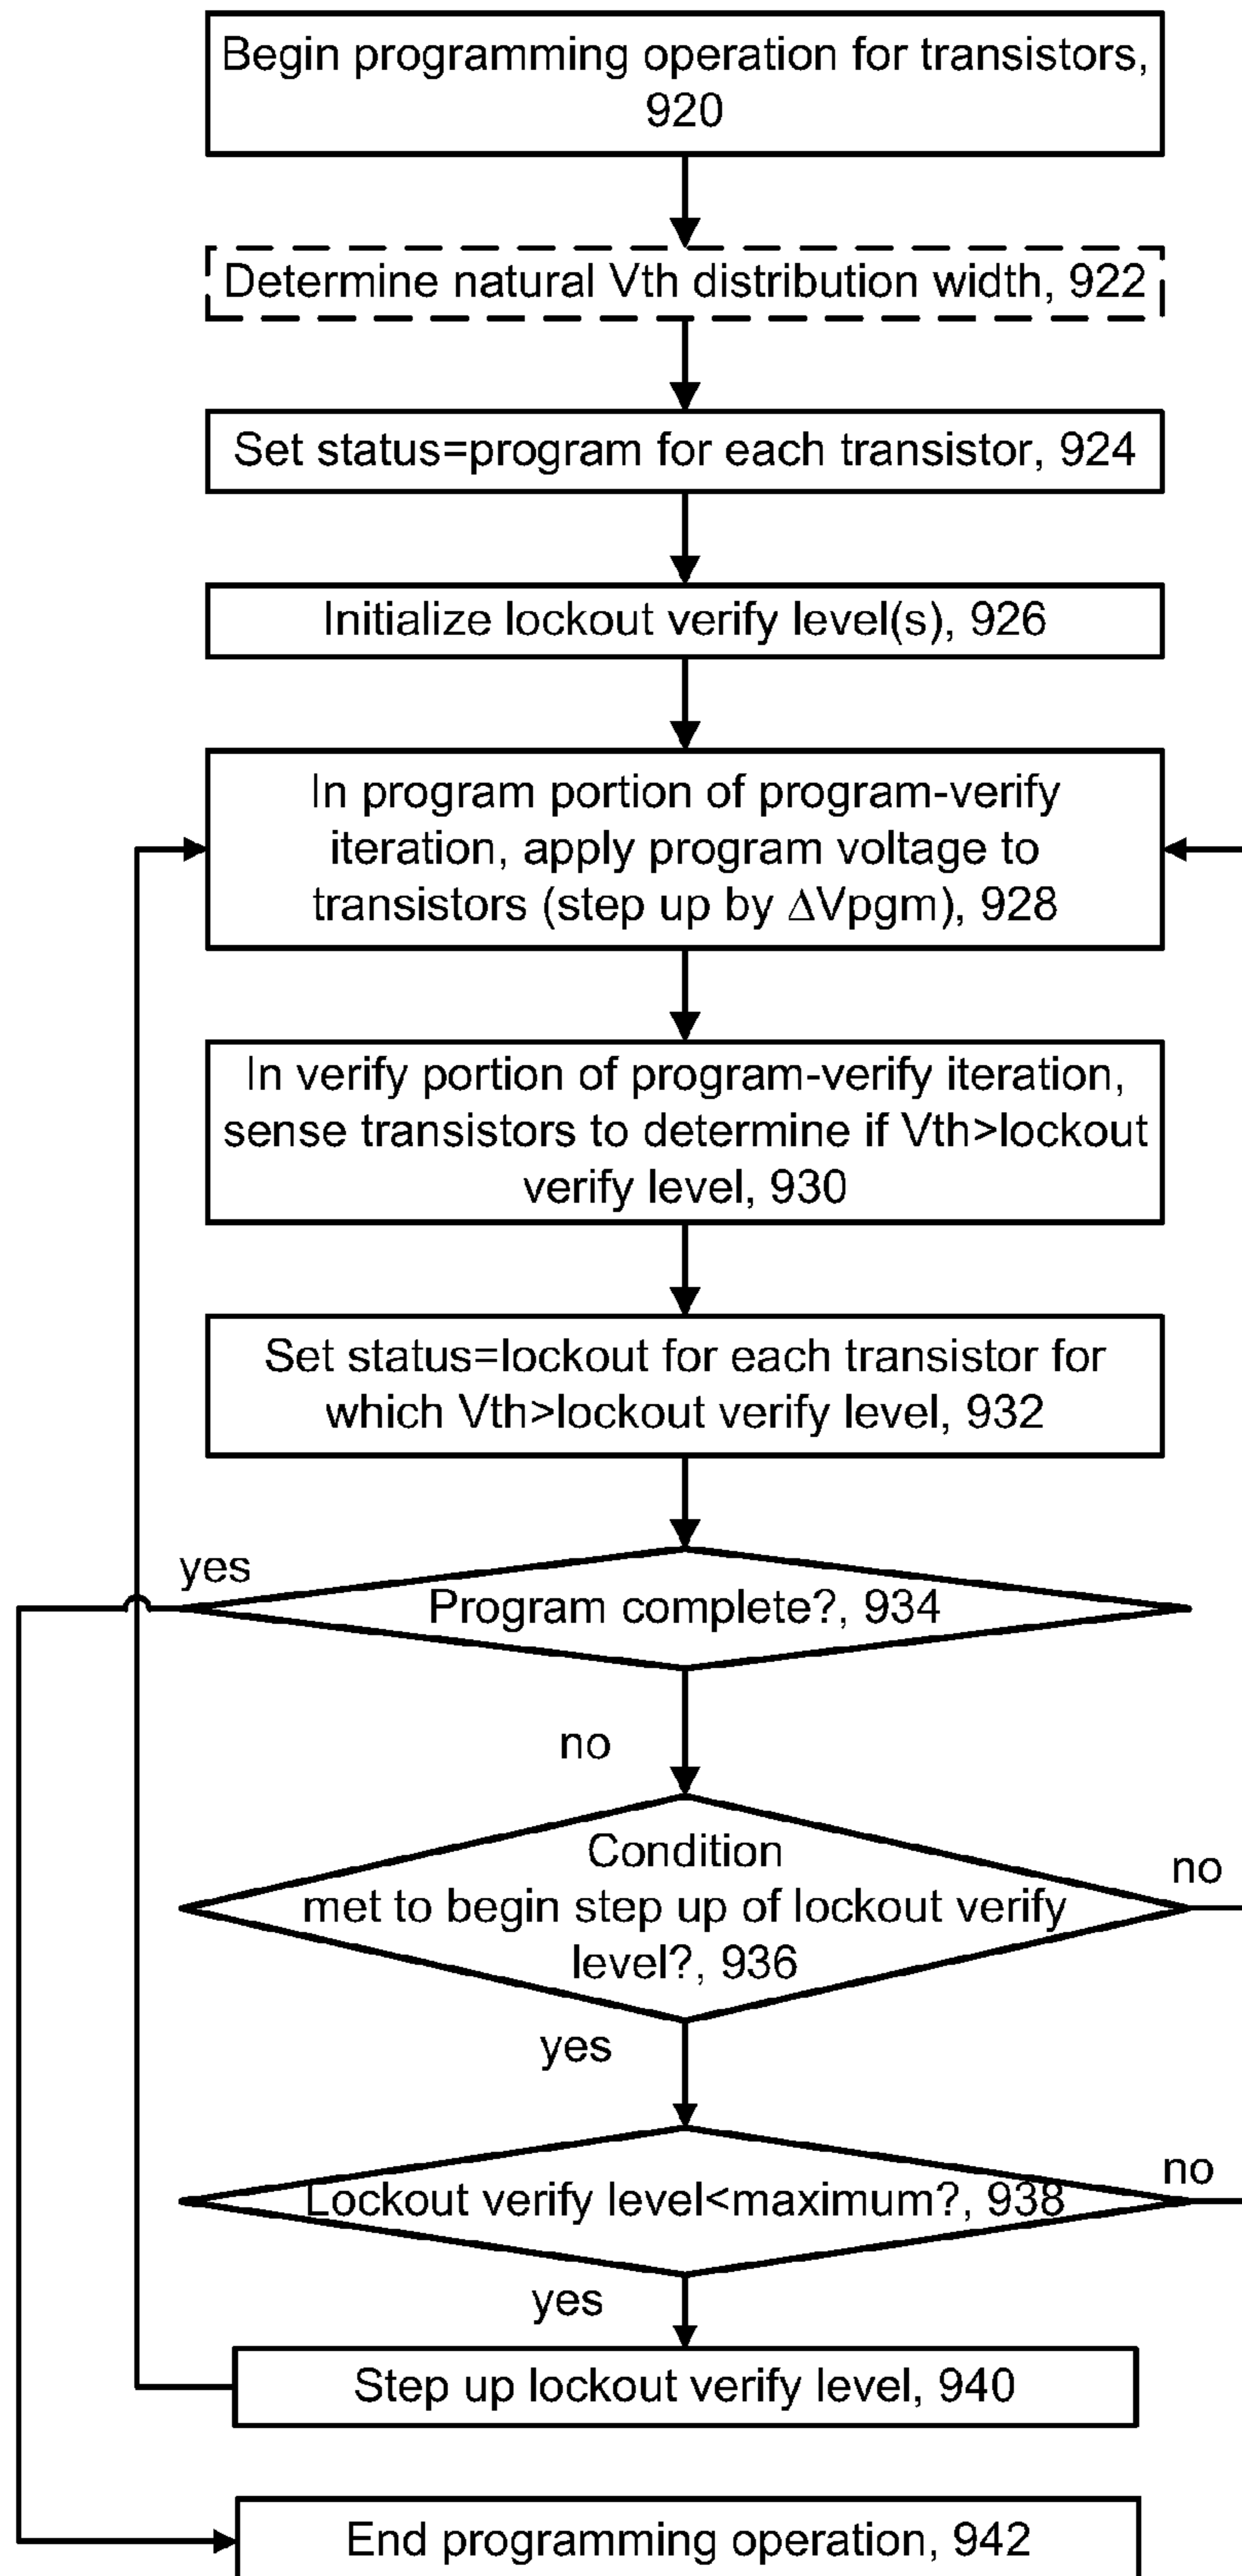 Begin programming operation for transistors,
920
Determine natural Vth distribution width, 922
Set status=program for each transistor, 924
Initialize lockout verify level(s), 926
In program portion of program-verify
iteration, apply program voltage to
transistors (step up by ΔVpgm), 928
In verify portion of program-verify iteration,
sense transistors to determine if Vth>lockout
verify level, 930
Set status=lockout for each transistor for
which Vth>lockout verify level, 932
yes
Program complete?, 934
no
Condition
met to begin step up of lockout verify
level?, 936
no
yes
Lockout verify level<maximum?, 938
no
yes
Step up lockout verify level, 940
End programming operation, 942